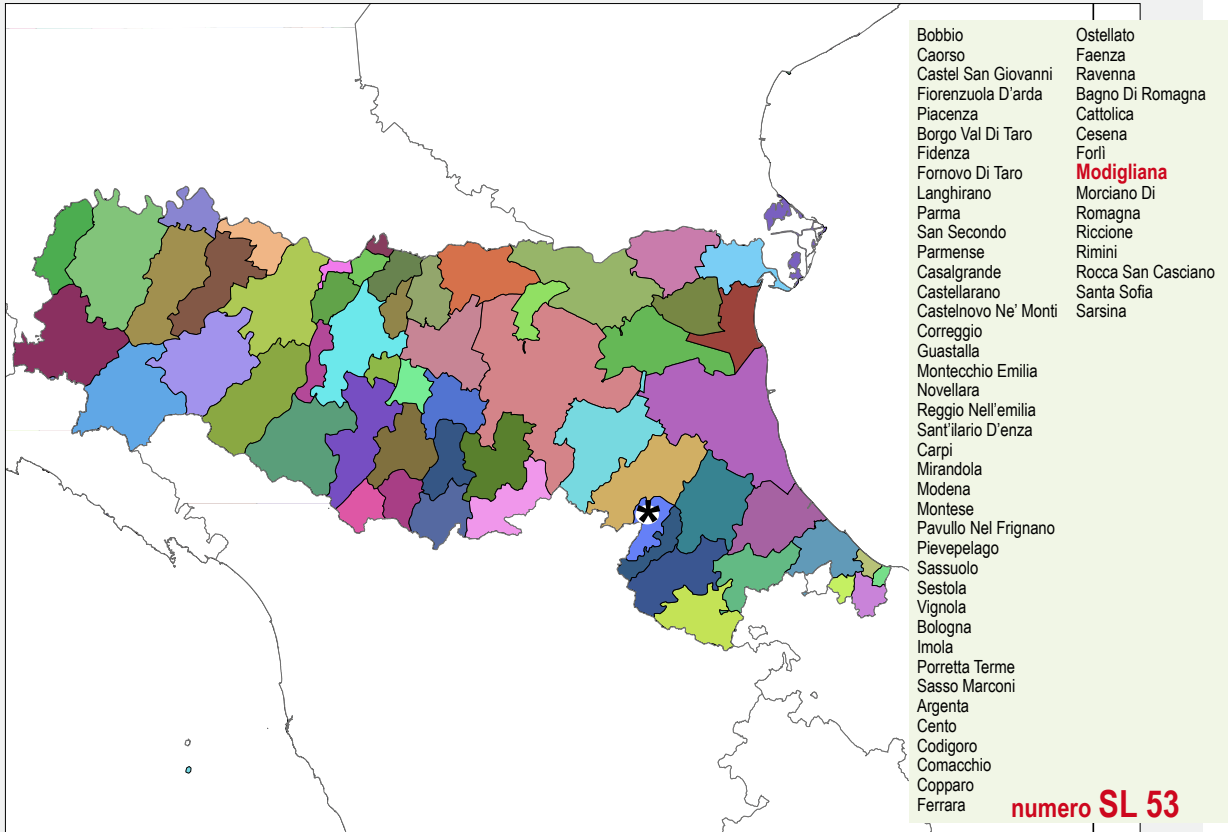 Bobbio
Caorso
Castel San Giovanni
Fiorenzuola D'arda
Piacenza
Borgo Val Di Taro
Fidenza
Fornovo Di Taro
Langhirano
Parma
San Secondo
Parmense
Casalgrande
Castellarano
Castelnovo Ne' Monti
Correggio
Guastalla
Montecchio Emilia
Novellara
Reggio Nell'emilia
Sant'ilario D'enza
Carpi
Mirandola
Modena
Montese
Pavullo Nel Frignano
Pievepelago
Sassuolo
Sestola
Vignola
Bologna
Imola
Porretta Terme
Sasso Marconi
Argenta
Cento
Codigoro
Comacchio
Copparo
Ferrara
Ostellato
Faenza
Ravenna
Bagno Di Romagna
Cattolica
Cesena
Forlì
Modigliana
Morciano Di
Romagna
Riccione
Rimini
Rocca San Casciano
Santa Sofia
Sarsina
numero SL 53
*